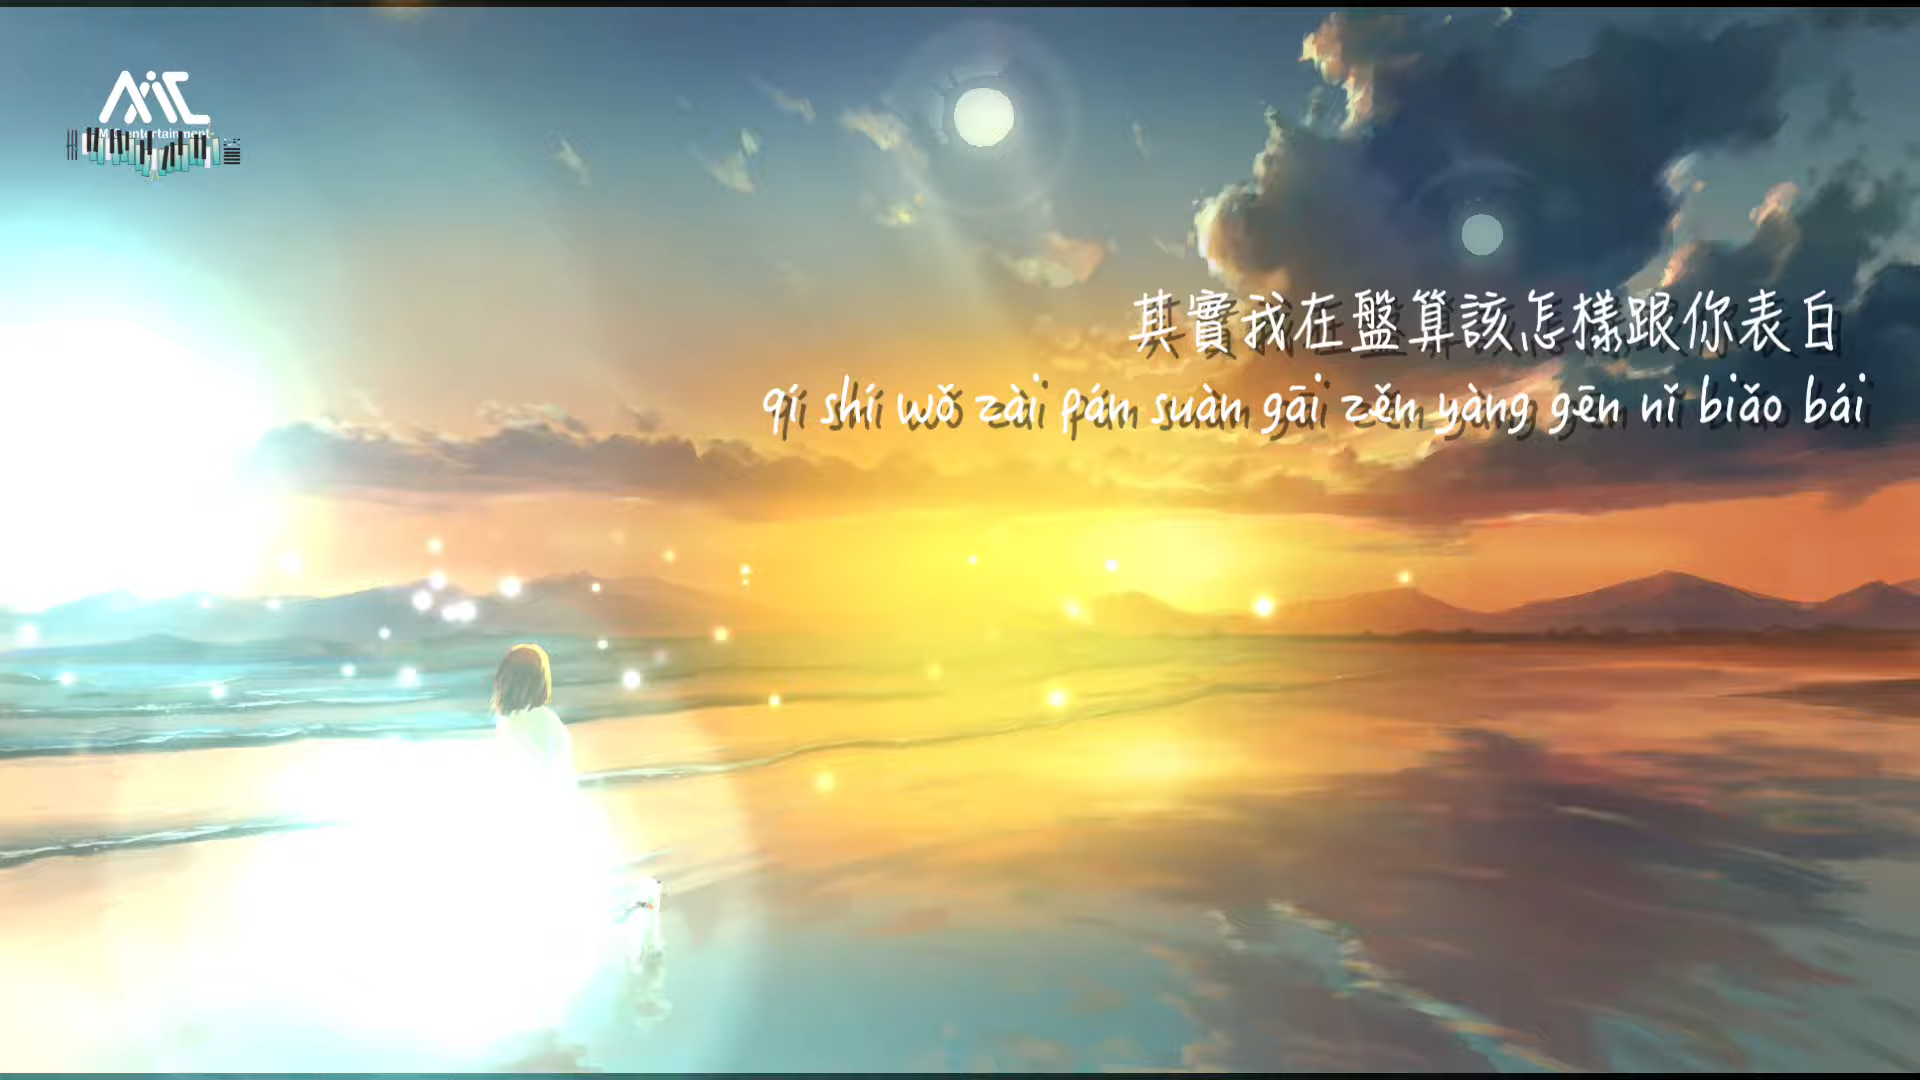 M.I.C entertainment
其實我在盤算該怎樣跟你表白
qí shí wǒ zài pán suàn gāi zěn yàng gēn nǐ biǎo bái